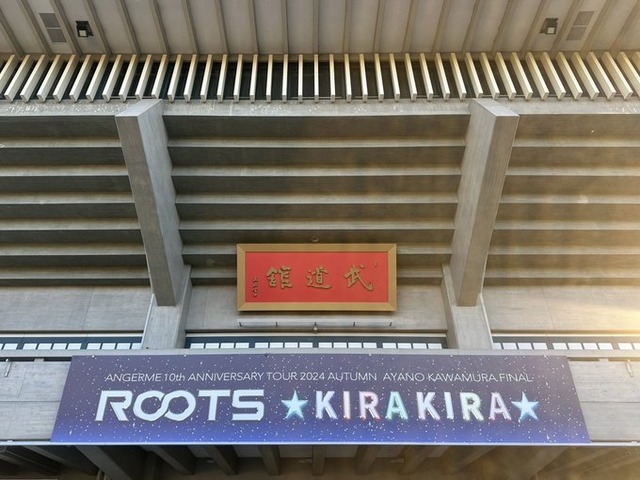 武道館
ANGERME 10th ANNIVERSARY TOUR 2024 AUTUMN AYANO KAWAMURA FINAL
ROOTS ★KIRAKIRA★